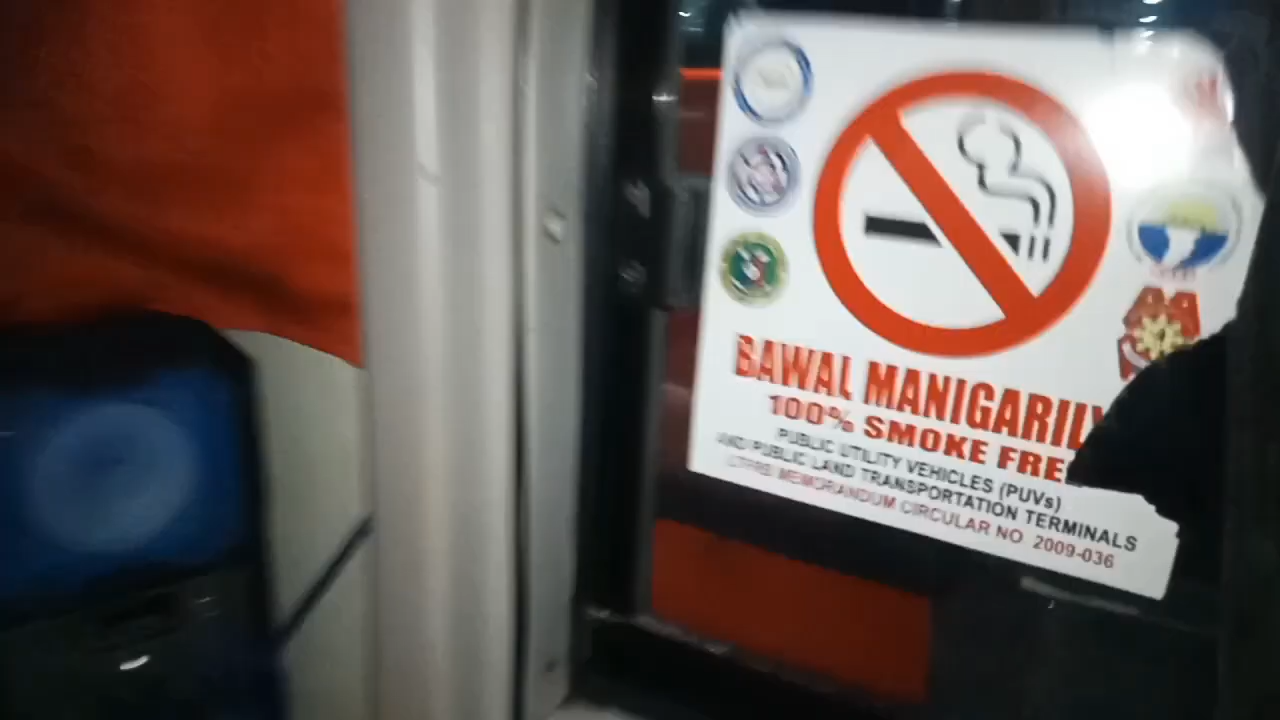 BAWAL MANIGARILY
100% SMOKE FRE
PUBLIC UTILITY VEHICLES (PUVs)
AND PUBLIC LAND TRANSPORTATION TERMINALS
LTFRB MEMORANDUM CIRCULAR NO 2009-036